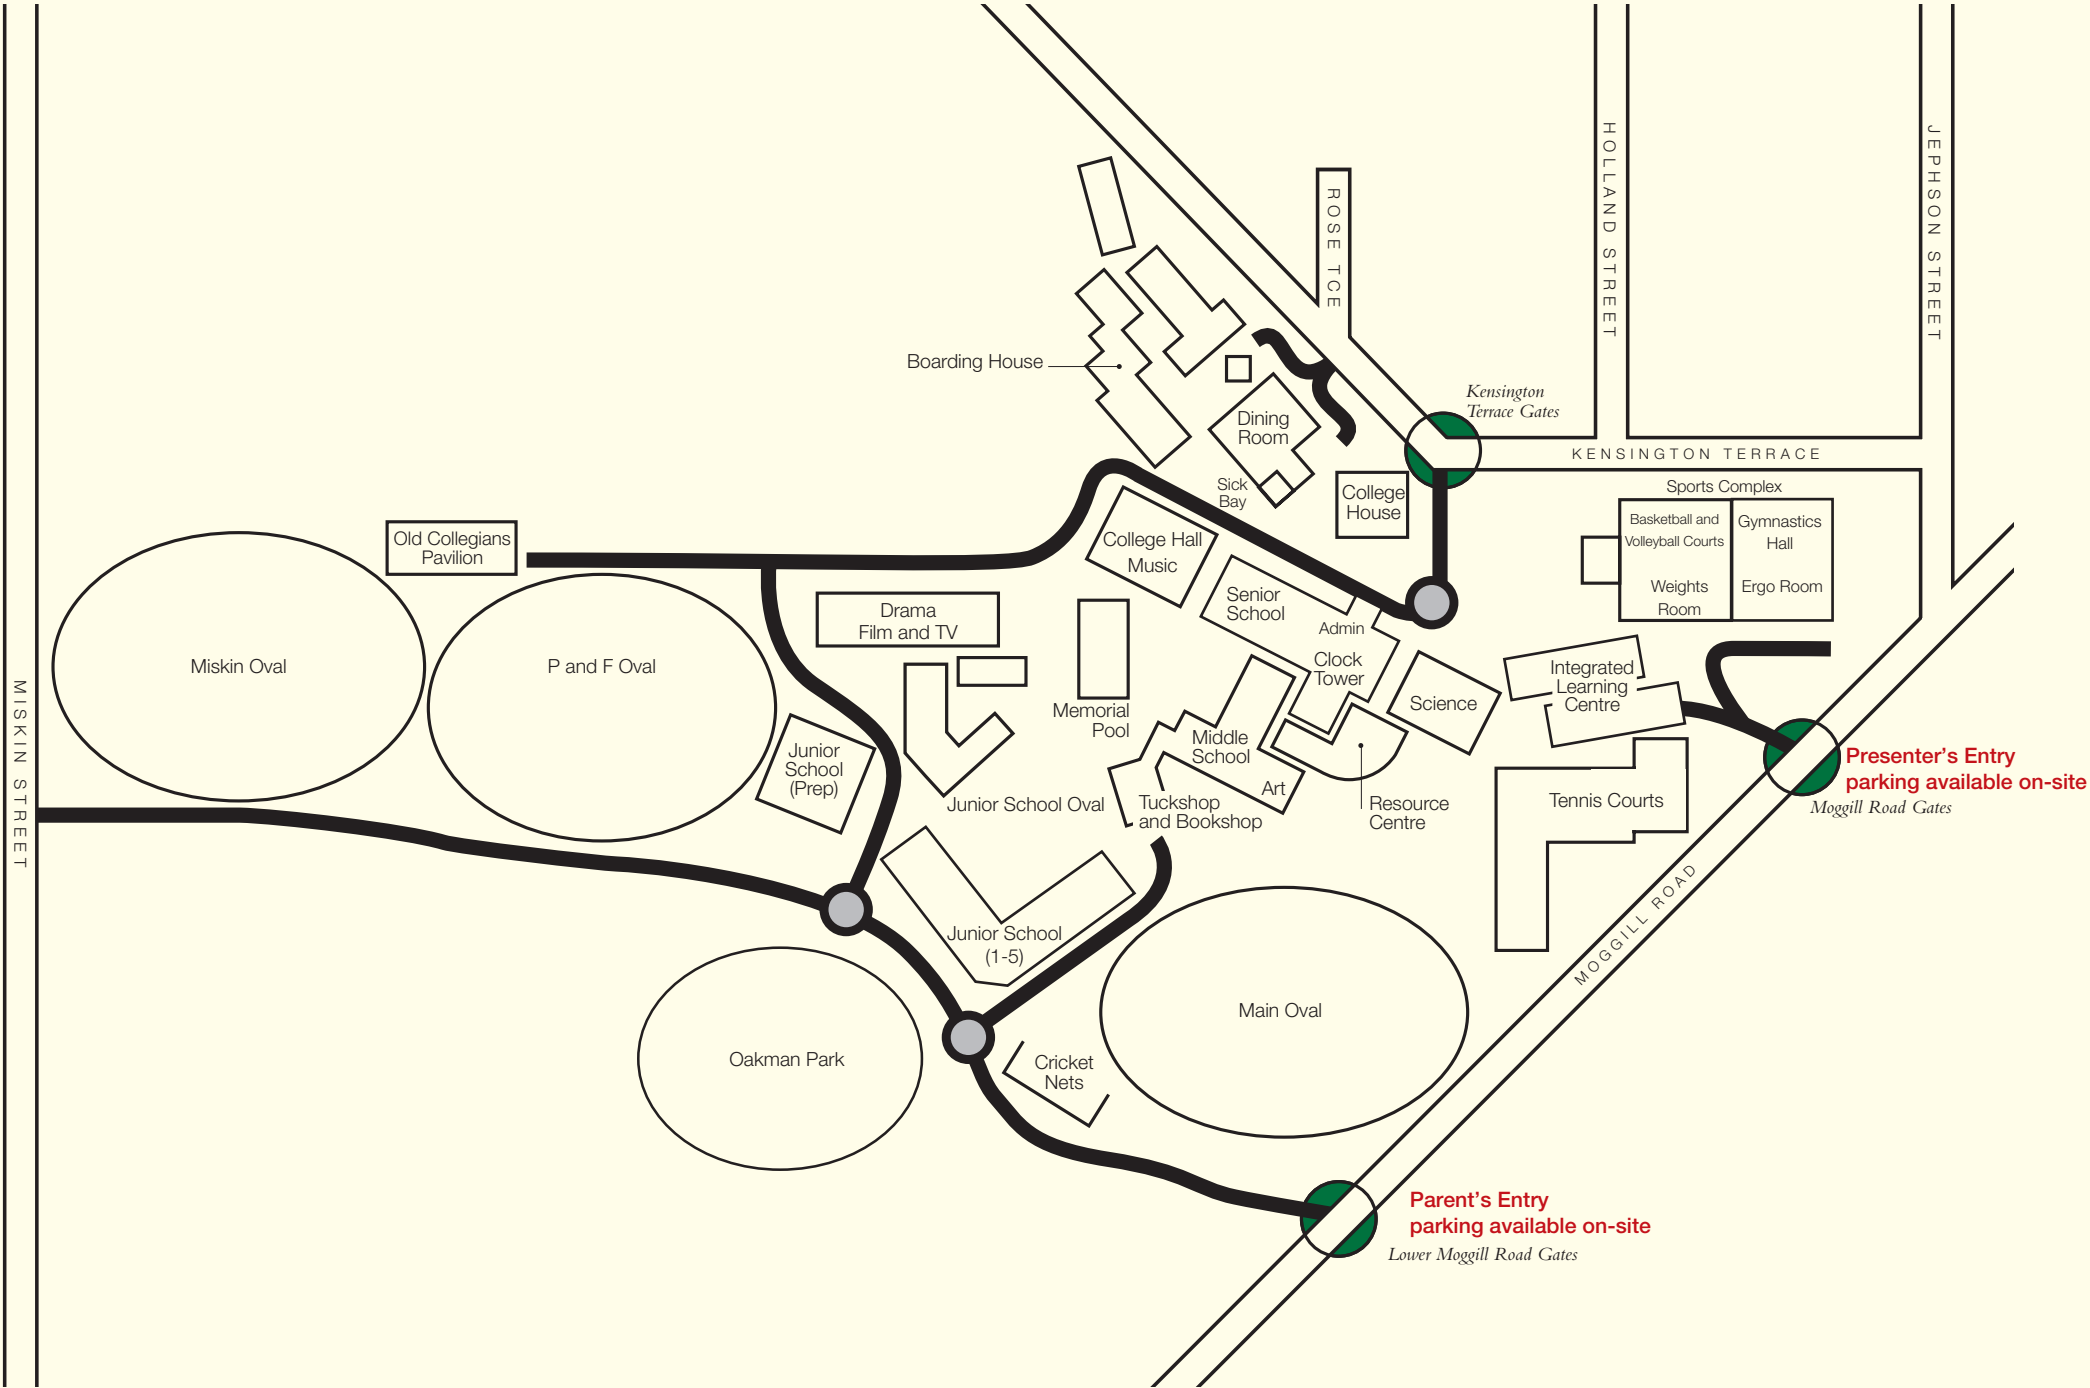 HOLLAND STREET
JEPHSON STREET
ROSE TCE
Boarding House
Kensington
Terrace Gates
Dining
Room
KENSINGTON TERRACE
Sick
Bay
College
House
Sports Complex
Basketball and
Volleyball Courts
Weights
Room
Gymnastics
Hall
Ergo Room
Old Collegians
Pavilion
College Hall
Music
Senior
School
Admin
Clock
Tower
Drama
Film and TV
Miskin Oval
P and F Oval
MISKIN STREET
Memorial
Pool
Science
Integrated
Learning
Centre
Middle
School
Art
Junior
School
(Prep)
Junior School Oval
Tuckshop
and Bookshop
Resource
Centre
Tennis Courts
Presenter’s Entry
parking available on-site
Moggill Road Gates
MOGGILL ROAD
Junior School
(1-5)
Main Oval
Oakman Park
Cricket
Nets
Parent’s Entry
parking available on-site
Lower Moggill Road Gates